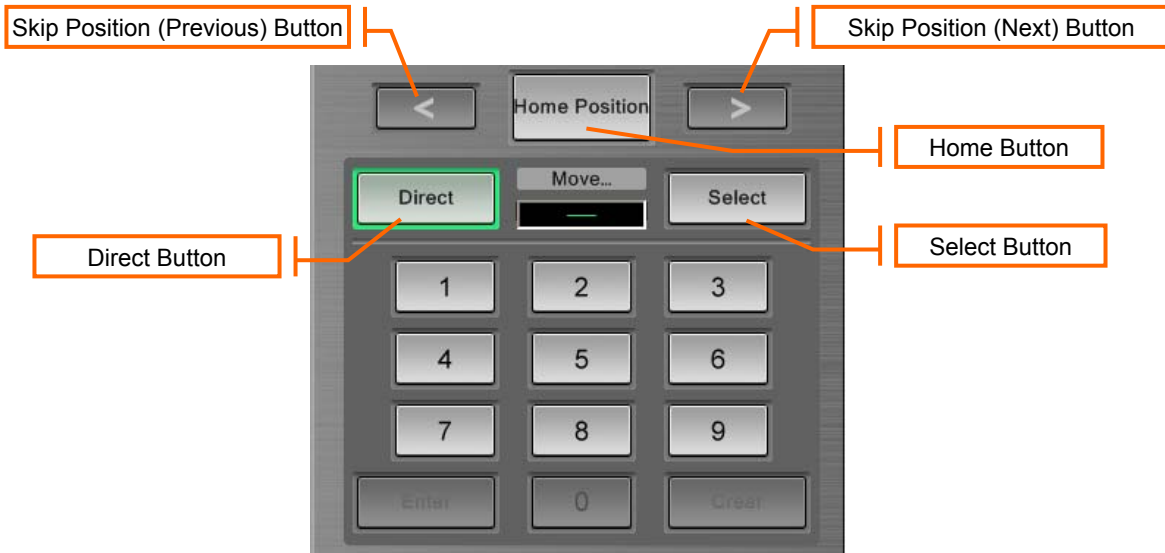 Skip Position (Previous) Button
Skip Position (Next) Button
<
Home Position
>
Home Button
Direct
Move...
Select
—
Direct Button
Select Button
1 2 3
4 5 6
7 8 9
Enter 0 Crear